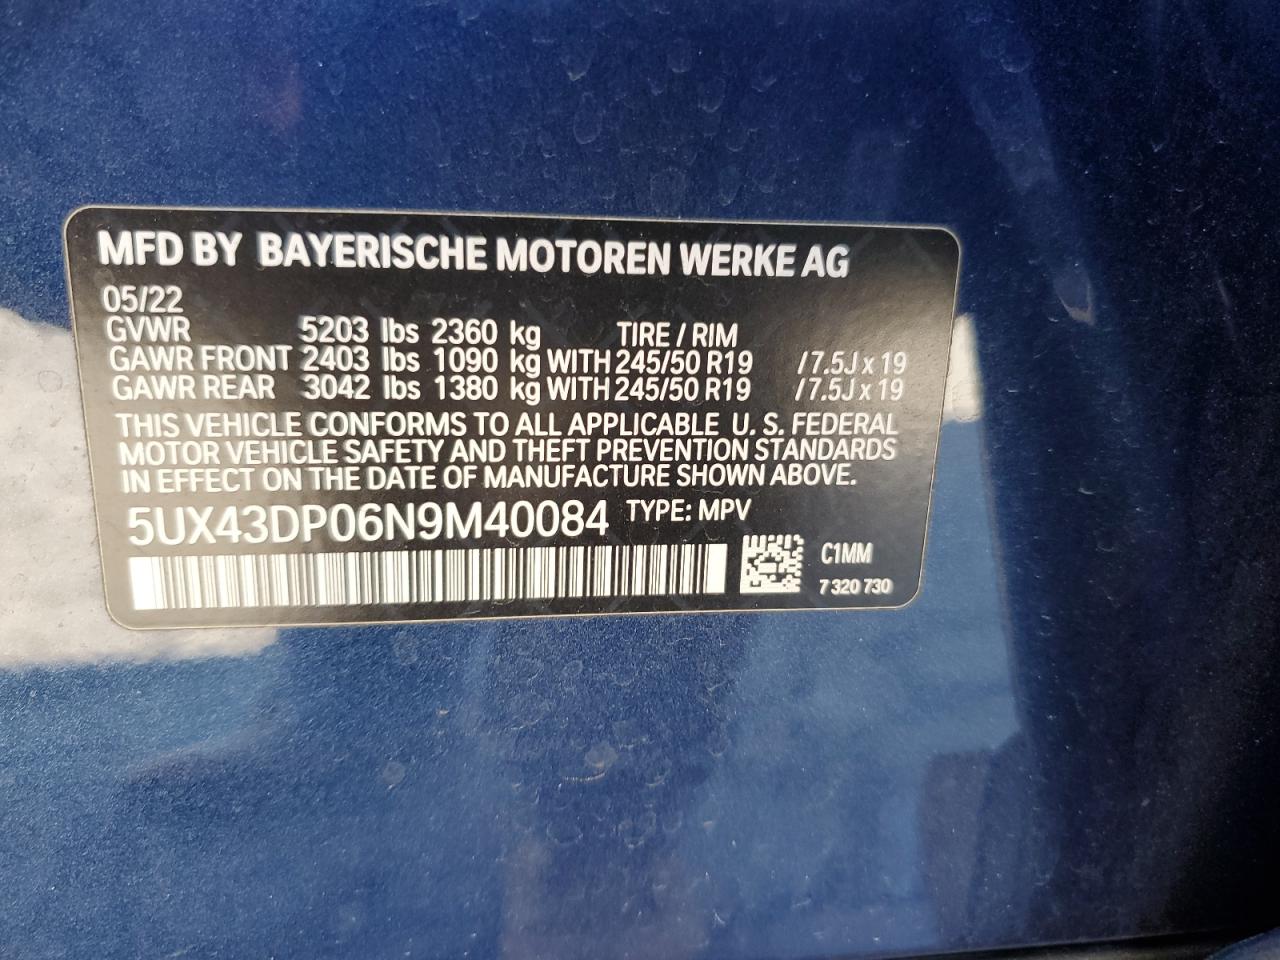 MFD BY BAYERISCHE MOTOREN WERKE AG
05/22
GVWR 5203 lbs 2360 kg TIRE / RIM
GAWR FRONT 2403 lbs 1090 kg WITH 245/50 R19 / 7.5J x 19
GAWR REAR 3042 lbs 1380 kg WITH 245/50 R19 / 7.5J x 19
THIS VEHICLE CONFORMS TO ALL APPLICABLE U. S. FEDERAL
MOTOR VEHICLE SAFETY AND THEFT PREVENTION STANDARDS
IN EFFECT ON THE DATE OF MANUFACTURE SHOWN ABOVE.
5UX43DP06N9M40084 TYPE: MPV
C1MM
7 320 730